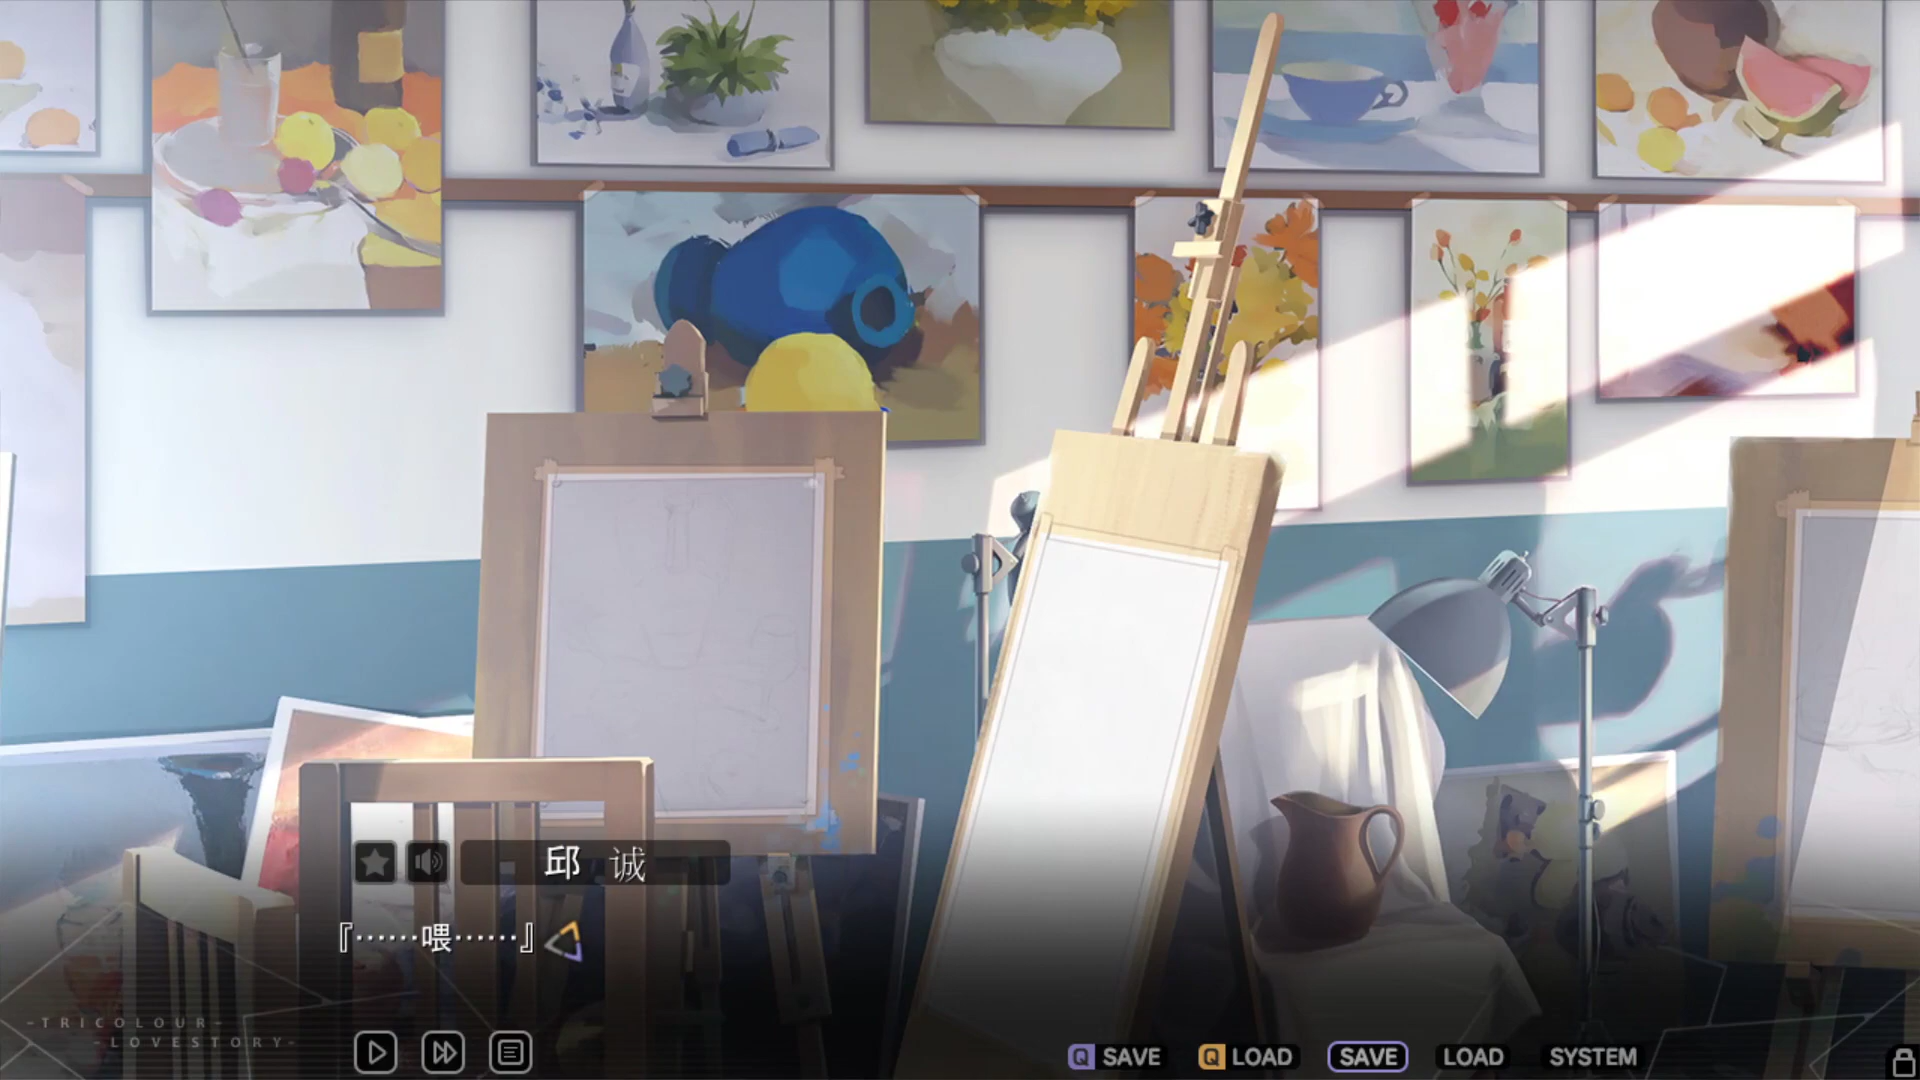 邱 诚
『……喂……』
-TRICOLOUR-
-LOVESTORY-
Q SAVE Q LOAD SAVE LOAD SYSTEM